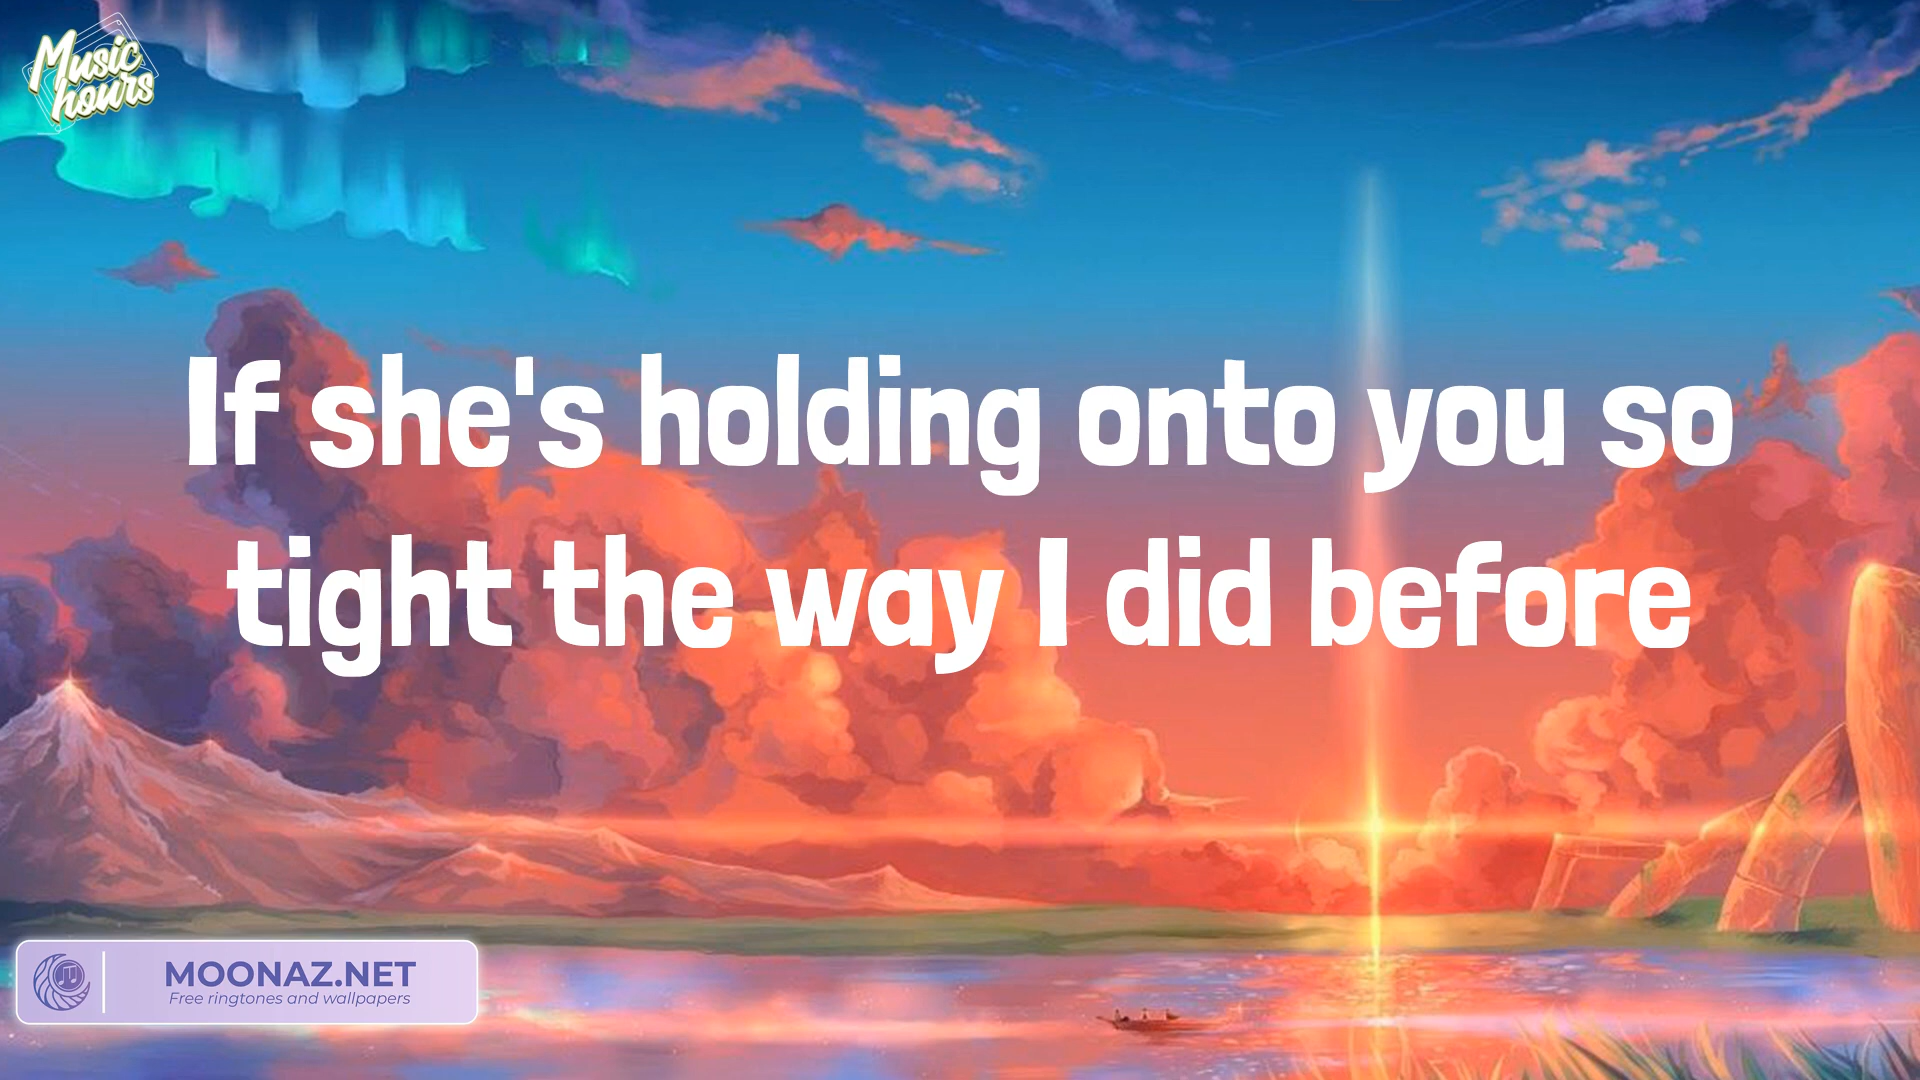 Music
hours
If she's holding onto you so
tight the way I did before
MOONAZ.NET
Free ringtones and wallpapers